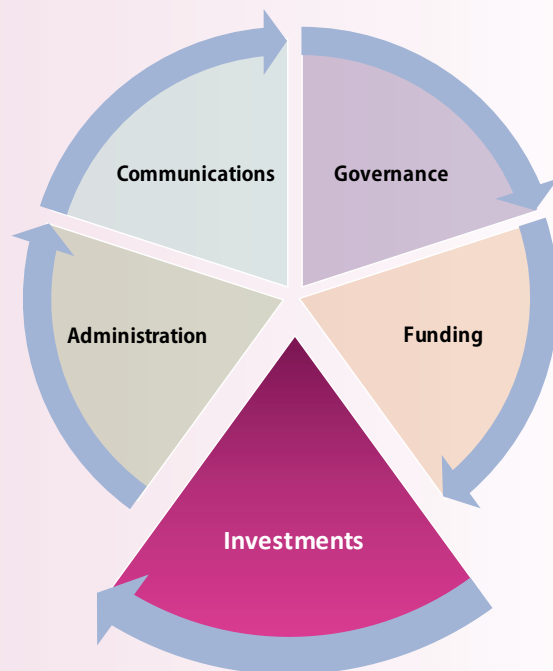 Communications
Governance
Administration
Funding
Investments